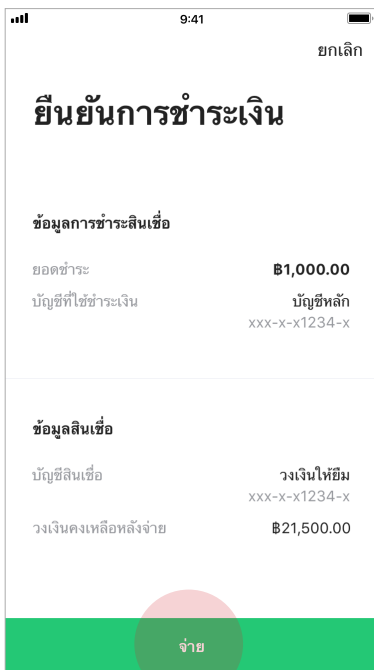 9:41
ยกเลิก
ยืนยันการชำระเงิน
ข้อมูลการชำระสินเชื่อ
ยอดชำระ ฿1,000.00
บัญชีที่ใช้ชำระเงิน บัญชีหลัก
xxx-x-x1234-x
ข้อมูลสินเชื่อ
บัญชีสินเชื่อ วงเงินให้ยืม
xxx-x-x1234-x
วงเงินคงเหลือหลังจ่าย ฿21,500.00
จ่าย